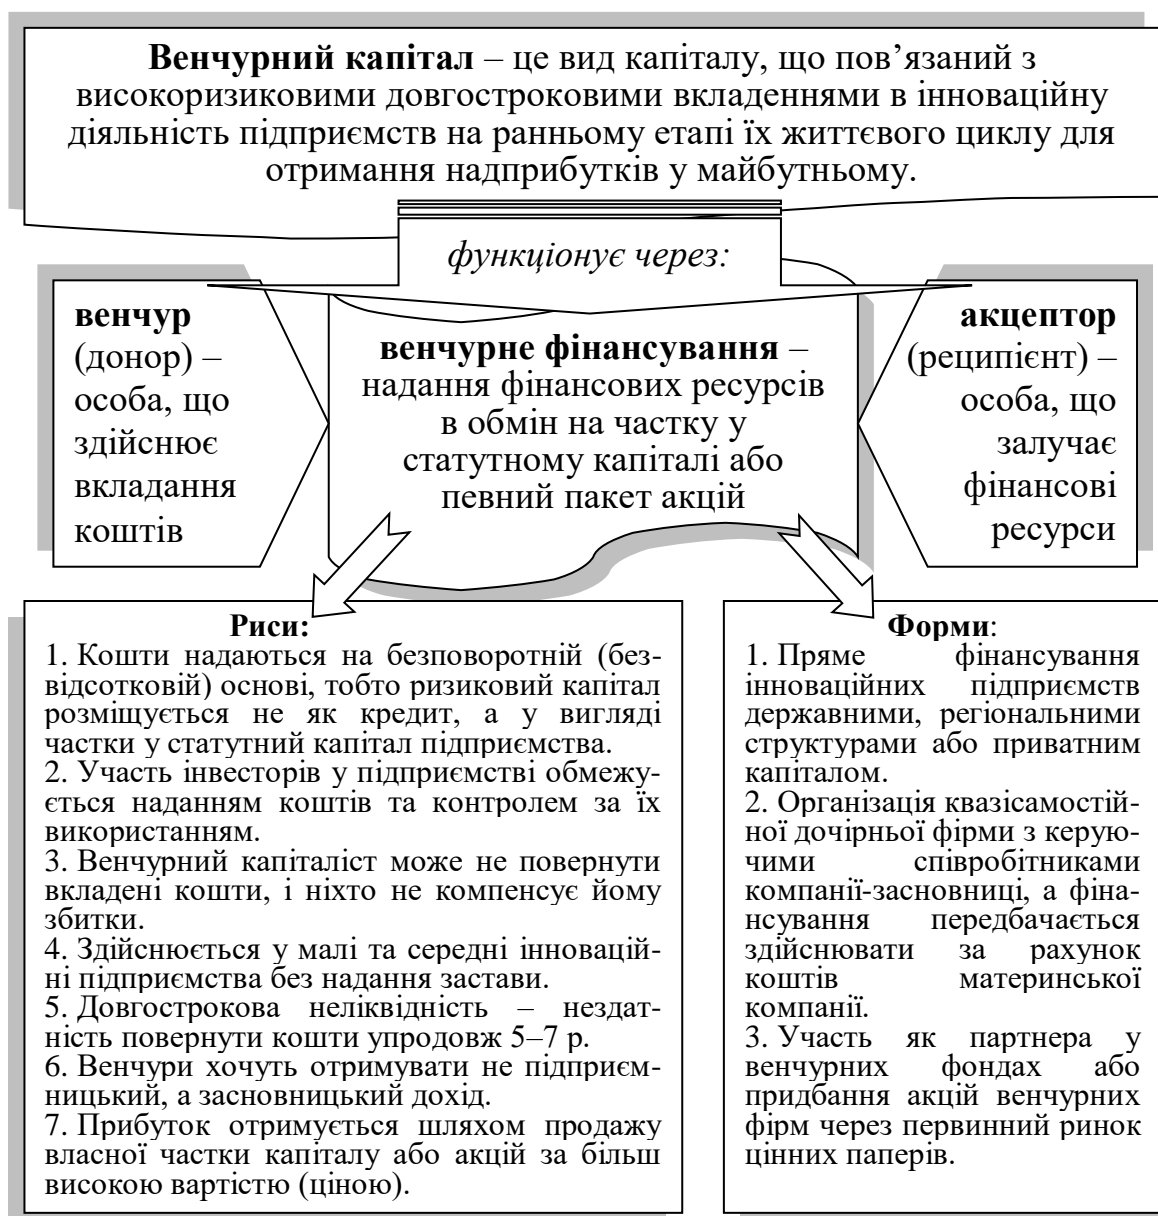 Венчурний капітал – це вид капіталу, що пов’язаний з
високоризиковими довгостроковими вкладеннями в інноваційну
діяльність підприємств на ранньому етапі їх життєвого циклу для
отримання надприбутків у майбутньому.
функціонує через:
венчур
(донор) –
особа, що
здійснює
вкладання
коштів
венчурне фінансування –
надання фінансових ресурсів
в обмін на частку у
статутному капіталі або
певний пакет акцій
акцептор
(реципієнт) –
особа, що
залучає
фінансові
ресурси
Риси:
1. Кошти надаються на безповоротній (без-
відсотковій) основі, тобто ризиковий капітал
розміщується не як кредит, а у вигляді
частки у статутний капітал підприємства.
2. Участь інвесторів у підприємстві обмежу-
ється наданням коштів та контролем за їх
використанням.
3. Венчурний капіталіст може не повернути
вкладені кошти, і ніхто не компенсує йому
збитки.
4. Здійснюється у малі та середні інновацій-
ні підприємства без надання застави.
5. Довгострокова неліквідність – нездат-
ність повернути кошти упродовж 5–7 р.
6. Венчури хочуть отримувати не підприєм-
ницький, а засновницький дохід.
7. Прибуток отримується шляхом продажу
власної частки капіталу або акцій за більш
високою вартістю (ціною).
Форми:
1. Пряме фінансування
інноваційних підприємств
державними, регіональними
структурами або приватним
капіталом.
2. Організація квазісамостій-
ної дочірньої фірми з керую-
чими співробітниками
компанії-засновниці, а фіна-
нсування передбачається
здійснювати за рахунок
коштів материнської
компанії.
3. Участь як партнера у
венчурних фондах або
придбання акцій венчурних
фірм через первинний ринок
цінних паперів.